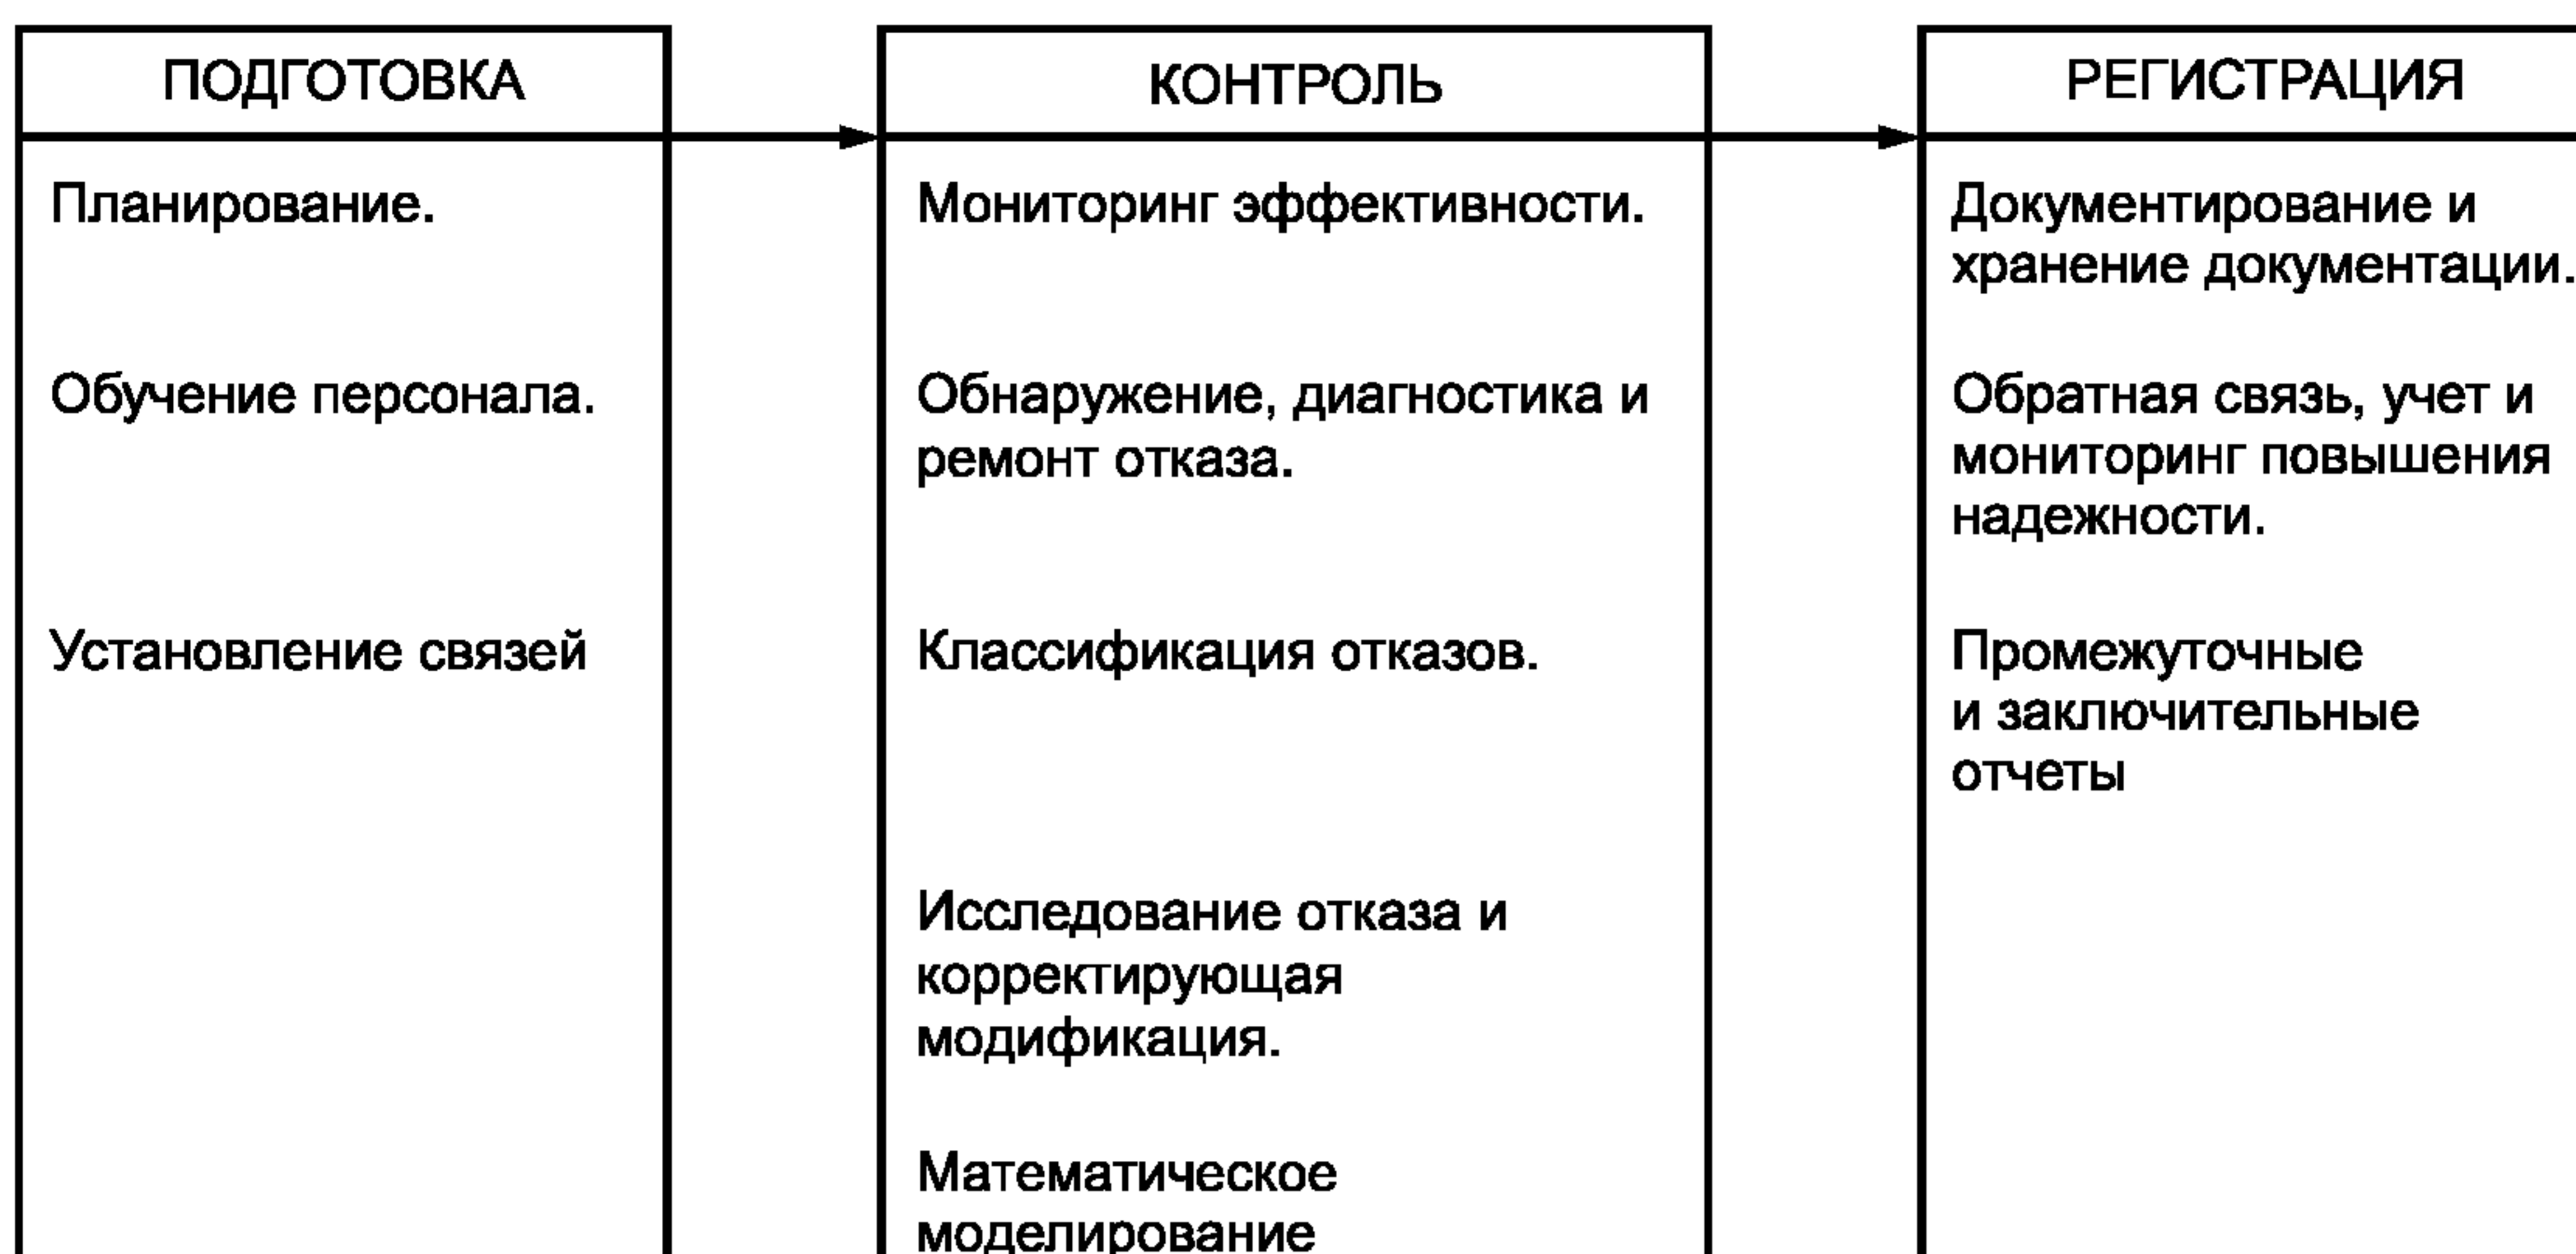 ПОДГОТОВКА
Планирование.
Обучение персонала.
Установление связей
КОНТРОЛЬ
Мониторинг эффективности.
Обнаружение, диагностика и
ремонт отказа.
Классификация отказов.
Исследование отказа и
корректирующая
модификация.
Математическое
моделирование
РЕГИСТРАЦИЯ
Документирование и
хранение документации.
Обратная связь, учет и
мониторинг повышения
надежности.
Промежуточные
и заключительные
отчеты